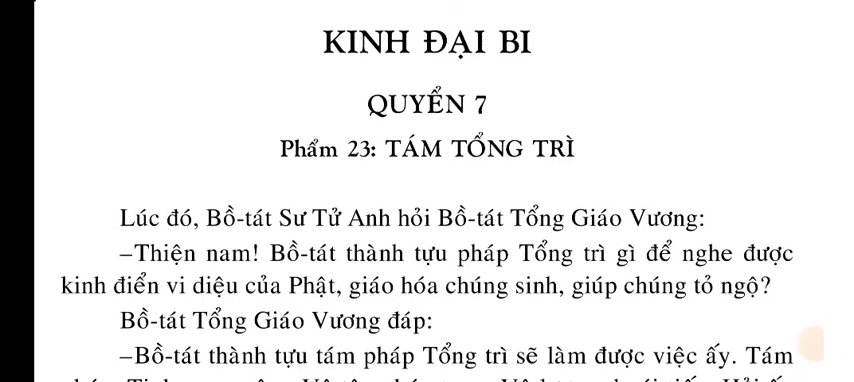 KINH ĐẠI BI
QUYỂN 7
Phẩm 23: TÁM TỔNG TRÌ
Lúc đó, Bồ-tát Sư Tử Anh hỏi Bồ-tát Tổng Giáo Vương:
–Thiện nam! Bồ-tát thành tựu pháp Tổng trì gì để nghe được
kinh điển vi diệu của Phật, giáo hóa chúng sinh, giúp chúng tỏ ngộ?
Bồ-tát Tổng Giáo Vương đáp:
–Bồ-tát thành tựu tám pháp Tổng trì sẽ làm được việc ấy. Tám